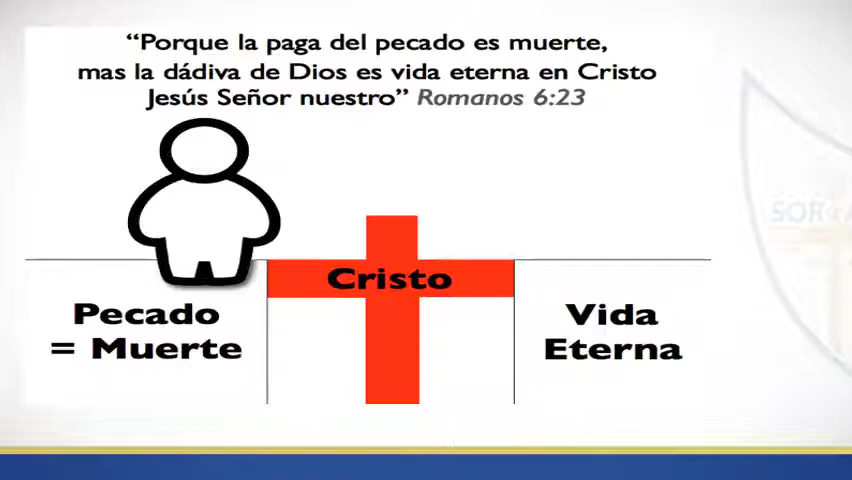 “Porque la paga del pecado es muerte,
mas la dádiva de Dios es vida eterna en Cristo
Jesús Señor nuestro” Romanos 6:23
Cristo
Pecado
= Muerte
Vida
Eterna